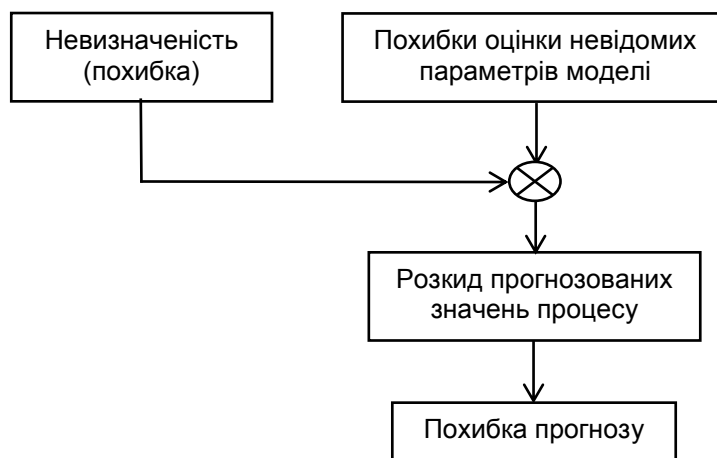 Невизначеність
(похибка)
Похибки оцінки невідомих
параметрів моделі
Розкид прогнозованих
значень процесу
Похибка прогнозу